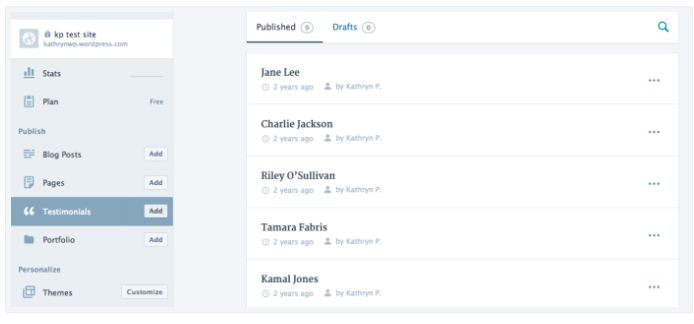 kp test site
kathrynwp.wordpress.com
Stats
Plan Free
Publish
Blog Posts Add
Pages Add
Testimonials Add
Portfolio Add
Personalize
Themes Customize
Published 9 Drafts 0
Jane Lee
2 years ago by Kathryn P.
Charlie Jackson
2 years ago by Kathryn P.
Riley O’Sullivan
2 years ago by Kathryn P.
Tamara Fabris
2 years ago by Kathryn P.
Kamal Jones
2 years ago by Kathryn P.